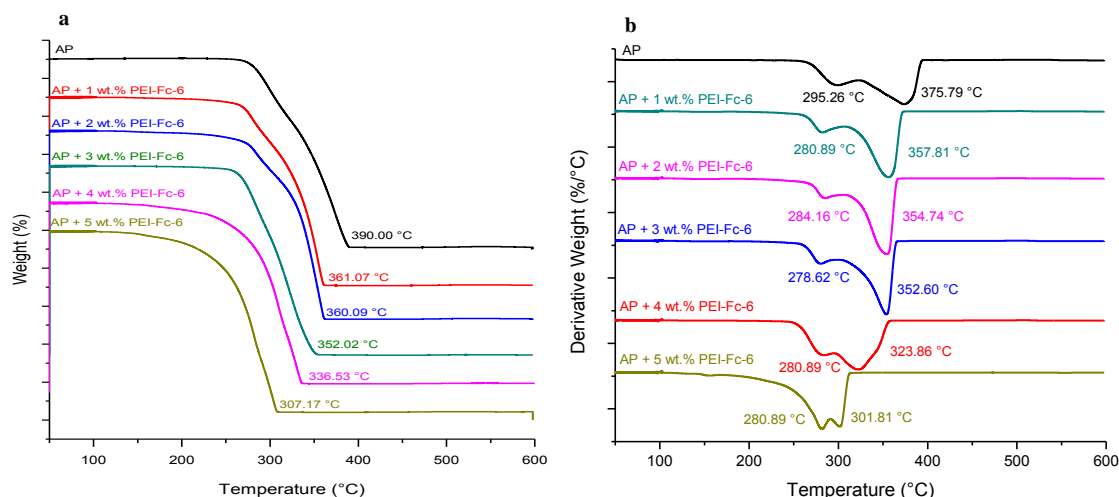 a
AP
AP + 1 wt.% PEI-Fc-6
AP + 2 wt.% PEI-Fc-6
AP + 3 wt.% PEI-Fc-6
AP + 4 wt.% PEI-Fc-6
AP + 5 wt.% PEI-Fc-6
390.00 °C
361.07 °C
360.09 °C
352.02 °C
336.53 °C
307.17 °C
Weight (%)
100 200 300 400 500 600
Temperature (°C)
b
AP
295.26 °C 375.79 °C
AP + 1 wt.% PEI-Fc-6
280.89 °C 357.81 °C
AP + 2 wt.% PEI-Fc-6
284.16 °C 354.74 °C
AP + 3 wt.% PEI-Fc-6
278.62 °C 352.60 °C
AP + 4 wt.% PEI-Fc-6
280.89 °C 323.86 °C
AP + 5 wt.% PEI-Fc-6
280.89 °C 301.81 °C
Derivative Weight (%/°C)
100 200 300 400 500 600
Temperature (°C)